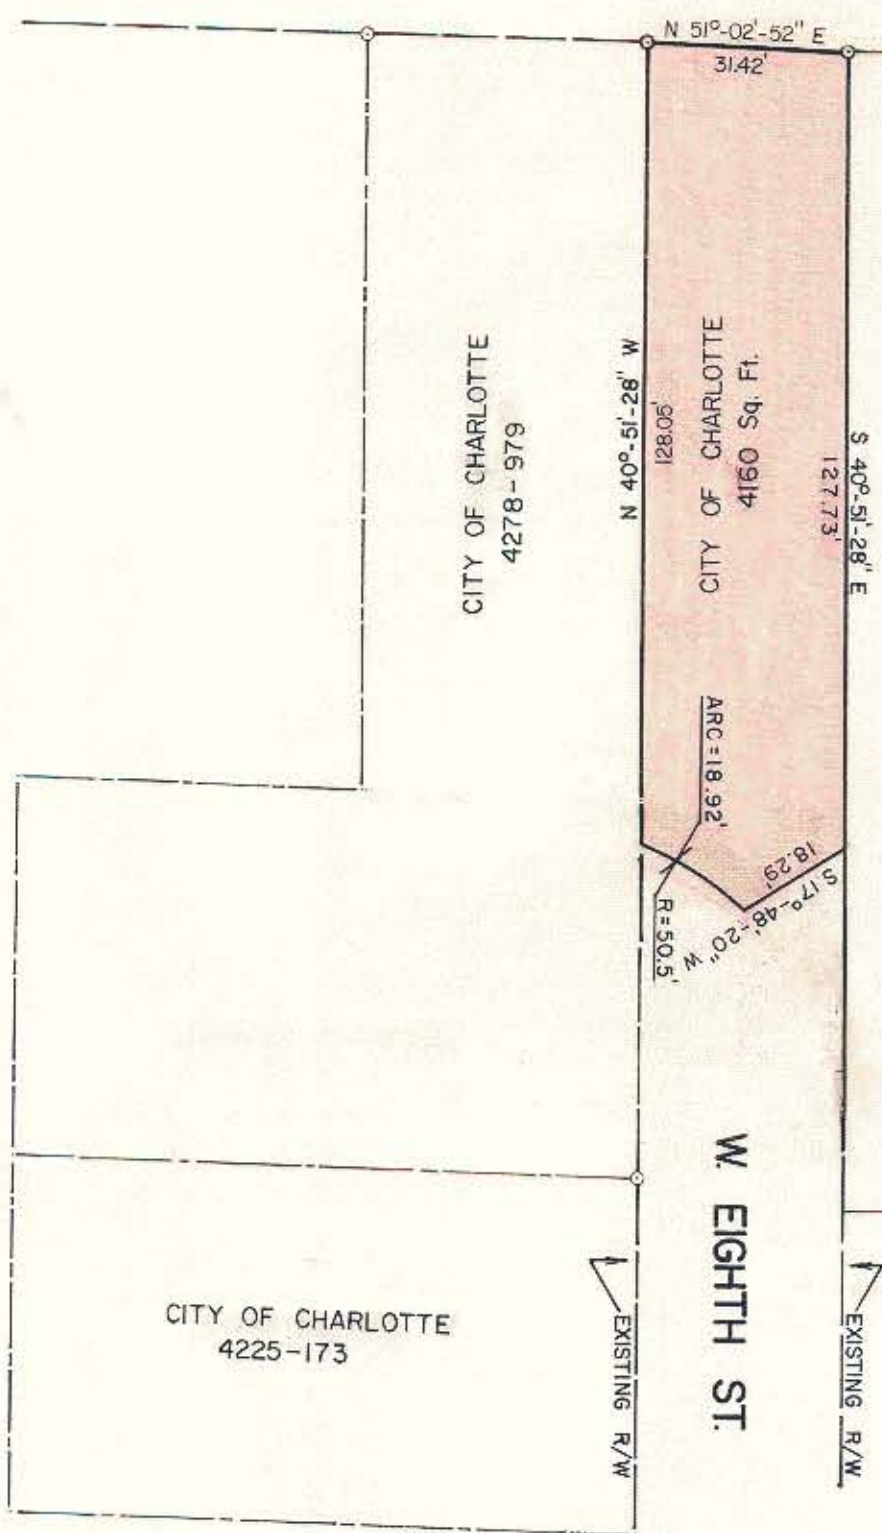 N 51°-02'-52" E
31.42'
S 40°-51'-28" E
127.73'
CITY OF CHARLOTTE
4160 Sq. Ft.
N 40°-51'-28" W
128.05'
CITY OF CHARLOTTE
4278-979
ARC = 18.92'
R = 50.5'
18.29'
S 17°-48'-20" W
W. EIGHTH ST.
EXISTING R/W
EXISTING R/W
CITY OF CHARLOTTE
4225-173